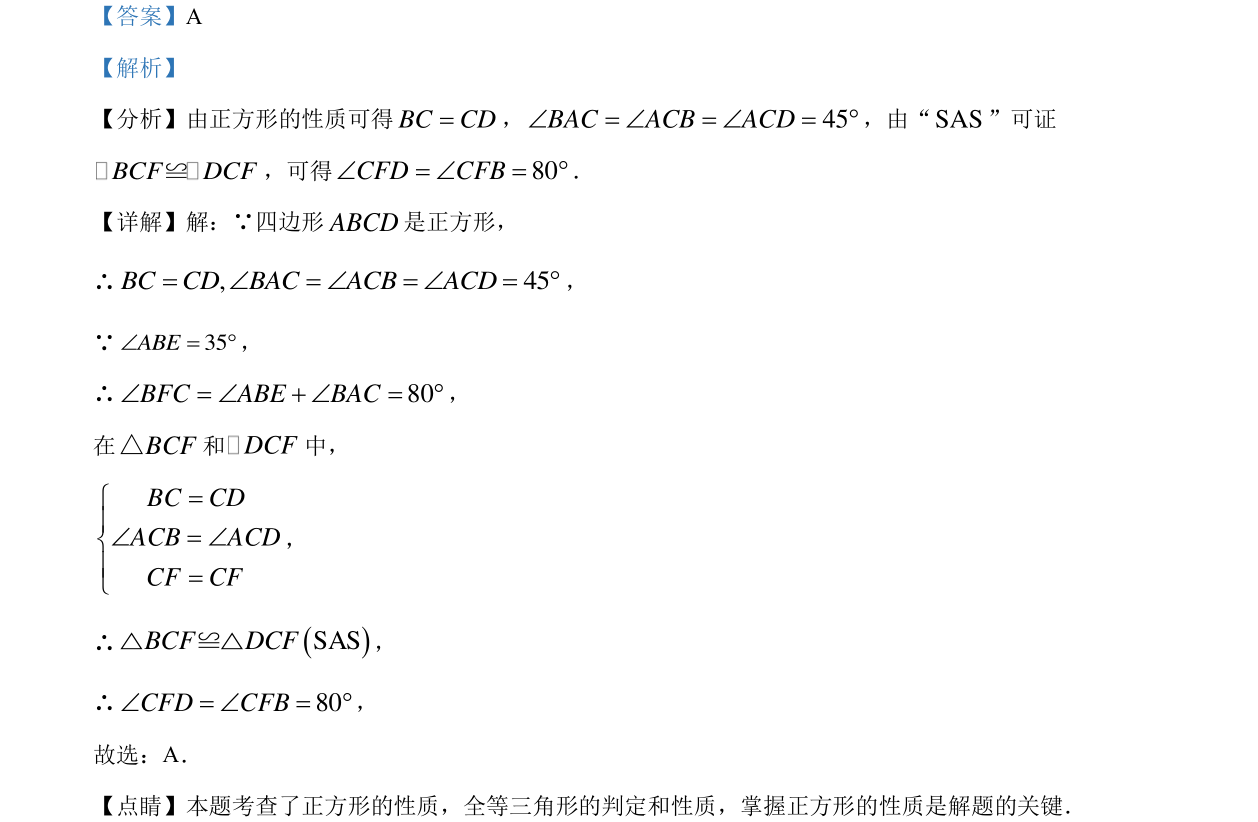 【答案】A
【解析】
【分析】由正方形的性质可得 BC = CD，∠BAC = ∠ACB = ∠ACD = 45°，由“SAS”可证
□BCF≌□DCF，可得∠CFD = ∠CFB = 80°．
【详解】解：∵四边形 ABCD 是正方形，
∴ BC = CD, ∠BAC = ∠ACB = ∠ACD = 45°，
∵ ∠ABE = 35°，
∴ ∠BFC = ∠ABE + ∠BAC = 80°，
在 △BCF 和□DCF 中，
BC = CD
∠ACB = ∠ACD，
CF = CF
∴ △BCF≌△DCF(SAS)，
∴ ∠CFD = ∠CFB = 80°，
故选：A．
【点睛】本题考查了正方形的性质，全等三角形的判定和性质，掌握正方形的性质是解题的关键．